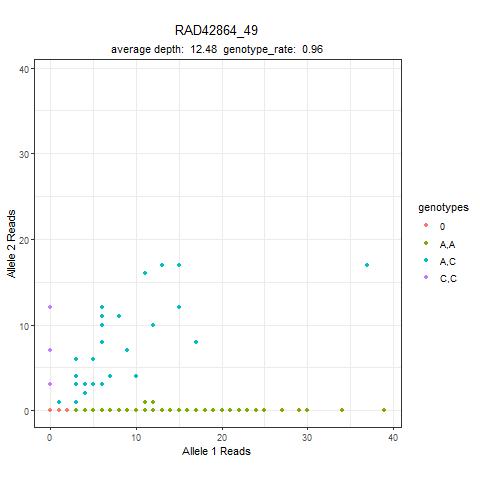 RAD42864_49
average depth: 12.48 genotype_rate: 0.96
40
30
20
10
0
Allele 2 Reads
0 10 20 30 40
Allele 1 Reads
genotypes
0
A,A
A,C
C,C